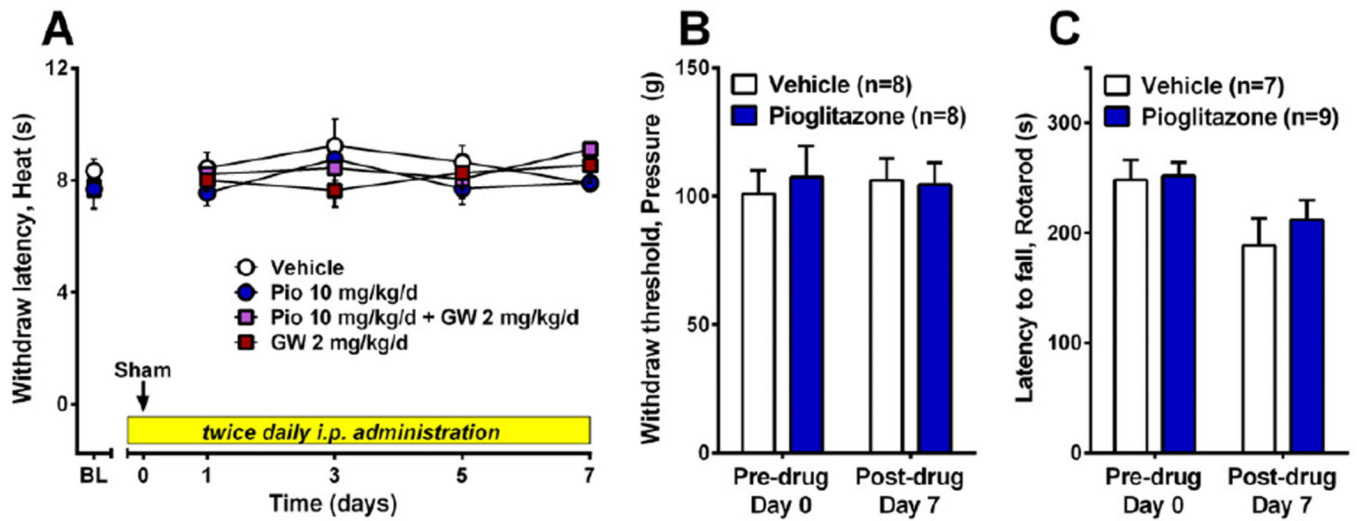 A
Withdraw latency, Heat (s)
12
8
4
0
Vehicle
Pio 10 mg/kg/d
Pio 10 mg/kg/d + GW 2 mg/kg/d
GW 2 mg/kg/d
Sham
twice daily i.p. administration
BL 0 1 3 5 7
Time (days)
B
Withdraw threshold, Pressure (g)
150
100
50
0
Vehicle (n=8)
Pioglitazone (n=8)
Pre-drug Post-drug
Day 0 Day 7
C
Latency to fall, Rotarod (s)
300
200
100
0
Vehicle (n=7)
Pioglitazone (n=9)
Pre-drug Post-drug
Day 0 Day 7